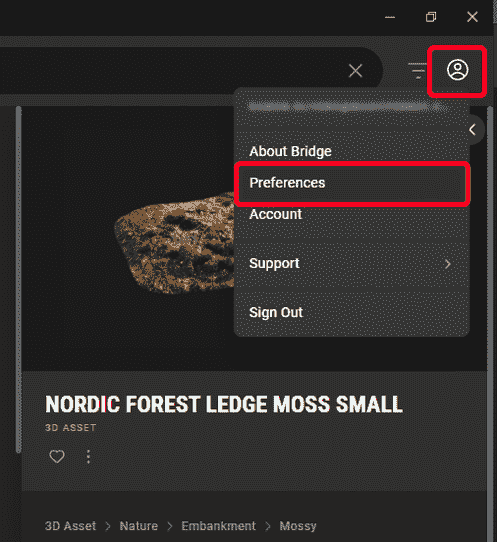 About Bridge
Preferences
Account
Support
Sign Out
NORDIC FOREST LEDGE MOSS SMALL
3D ASSET
3D Asset > Nature > Embankment > Mossy